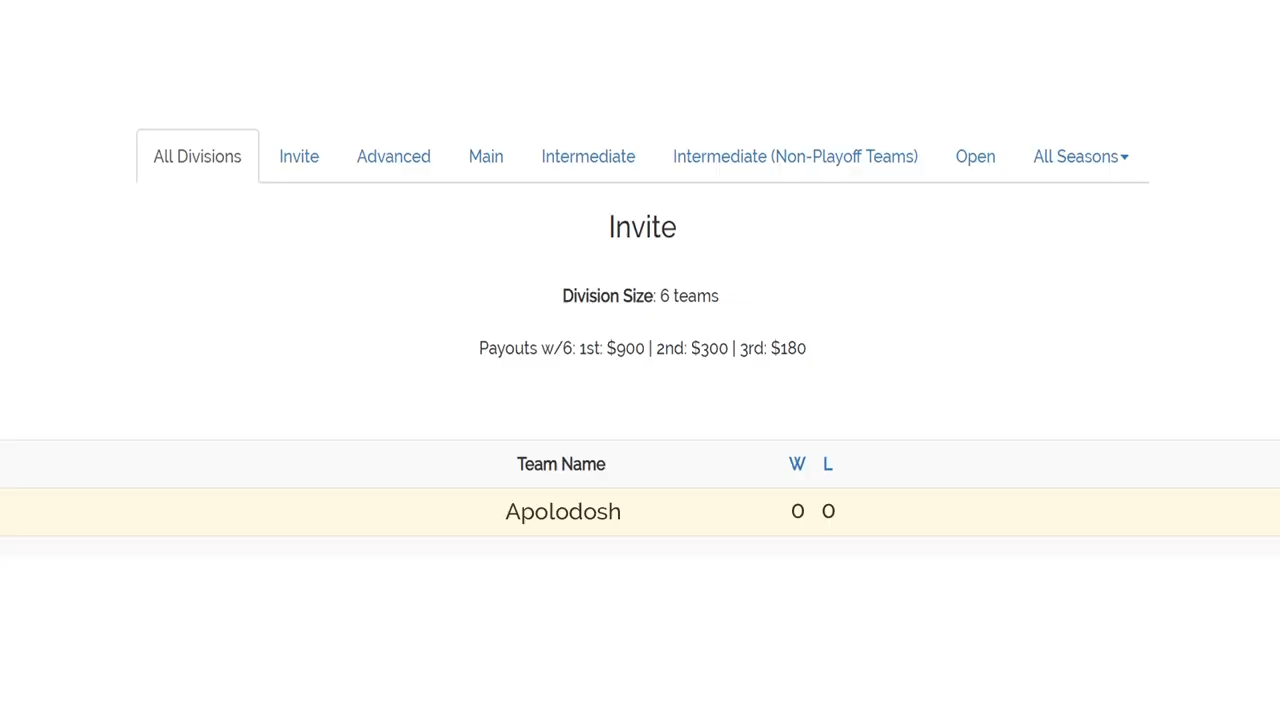 All Divisions Invite Advanced Main Intermediate Intermediate (Non-Playoff Teams) Open All Seasons
Invite
Division Size: 6 teams
Payouts w/6: 1st: $900 | 2nd: $300 | 3rd: $180
Team Name W L
Apolodosh 0 0